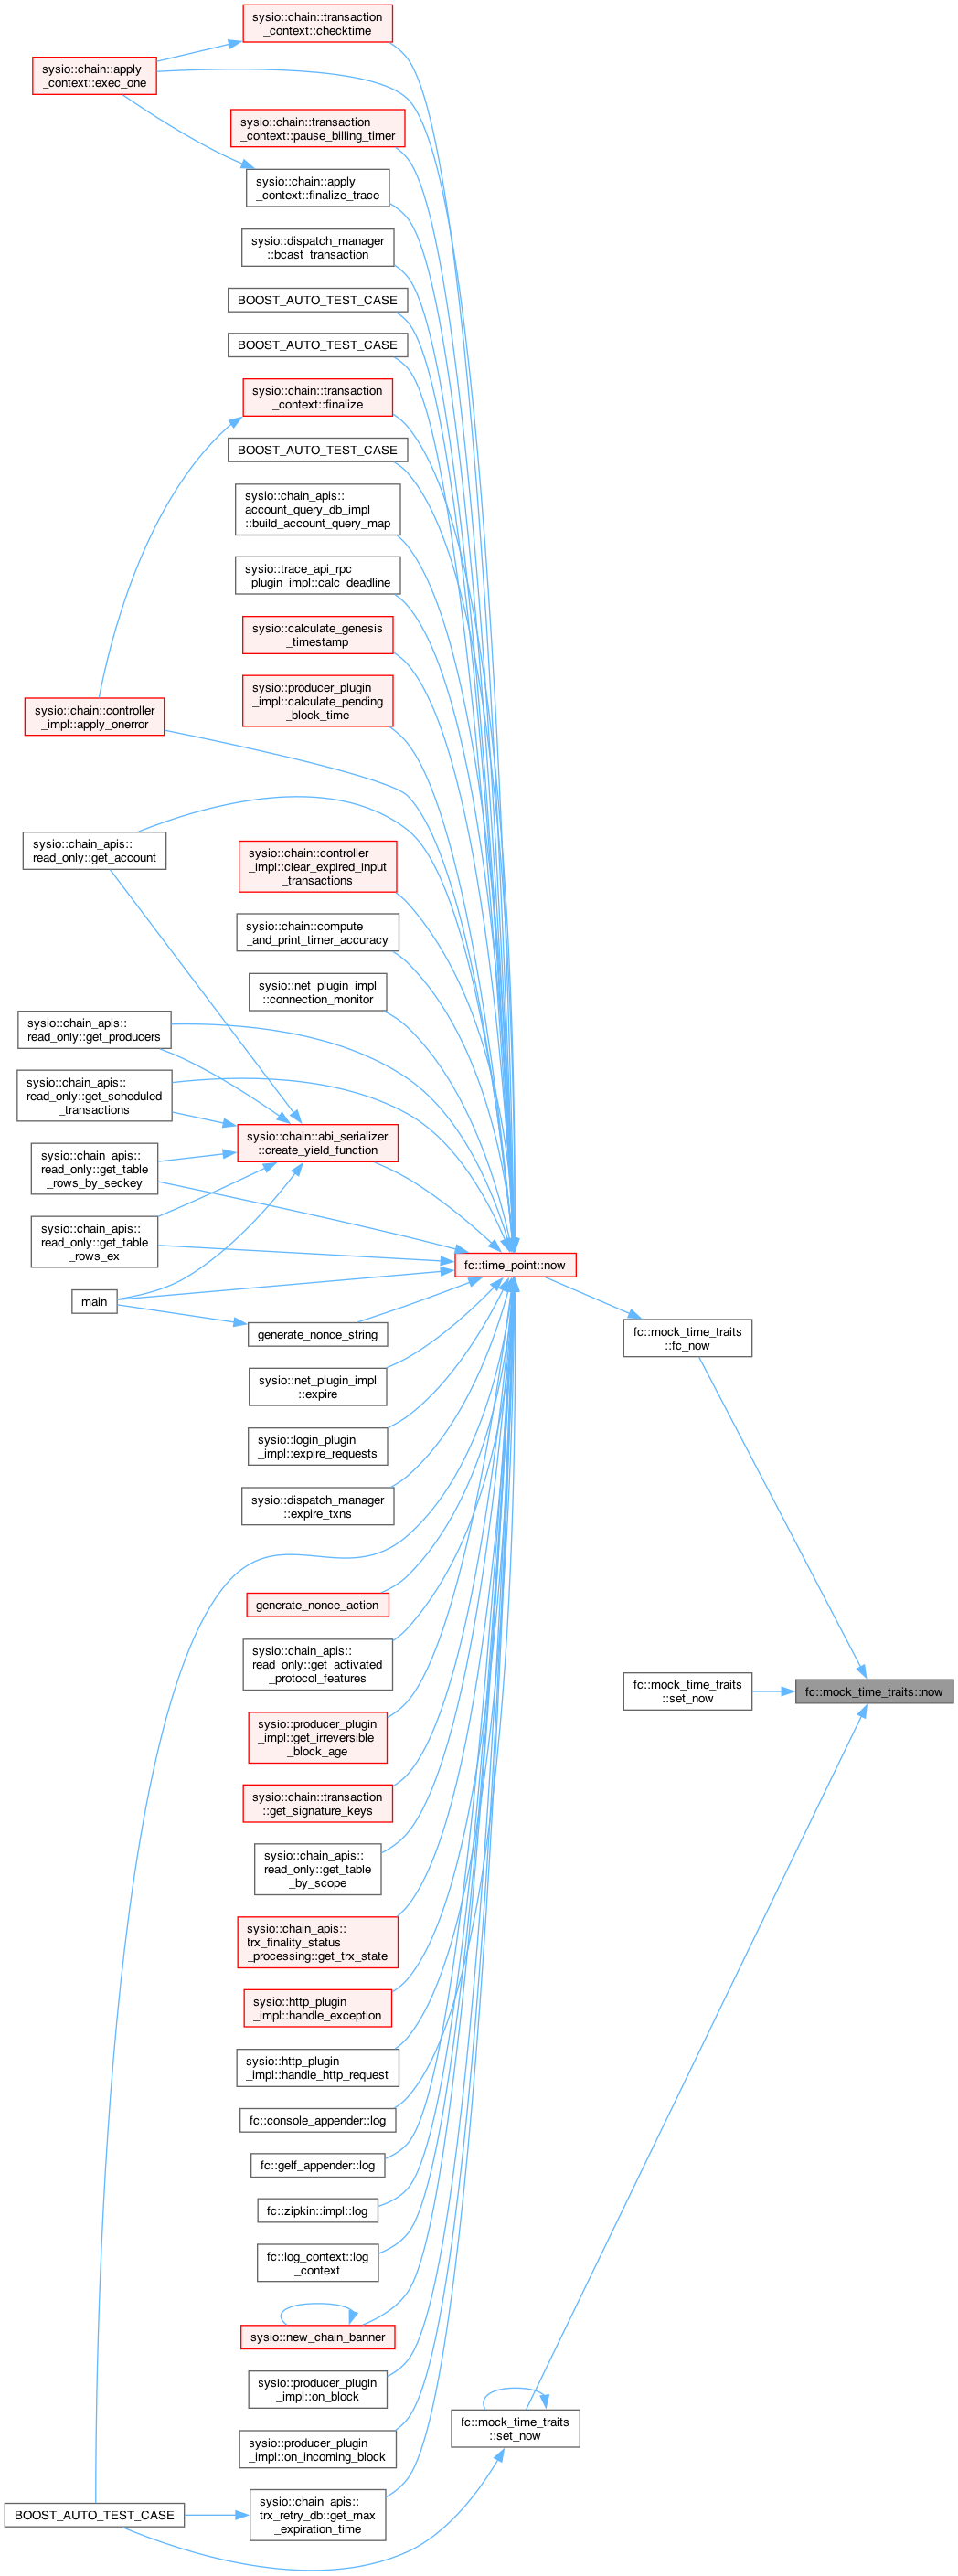 sysio::chain::transaction
_context::checktime
sysio::chain::apply
_context::exec_one
sysio::chain::transaction
_context::pause_billing_timer
sysio::chain::apply
_context::finalize_trace
sysio::dispatch_manager
::bcast_transaction
BOOST_AUTO_TEST_CASE
BOOST_AUTO_TEST_CASE
sysio::chain::transaction
_context::finalize
BOOST_AUTO_TEST_CASE
sysio::chain_apis::
account_query_db_impl
::build_account_query_map
sysio::trace_api_rpc
_plugin_impl::calc_deadline
sysio::calculate_genesis
_timestamp
sysio::producer_plugin
_impl::calculate_pending
_block_time
sysio::chain::controller
_impl::apply_onerror
sysio::chain_apis::
read_only::get_account
sysio::chain::controller
_impl::clear_expired_input
_transactions
sysio::chain::compute
_and_print_timer_accuracy
sysio::net_plugin_impl
::connection_monitor
sysio::chain_apis::
read_only::get_producers
sysio::chain_apis::
read_only::get_scheduled
_transactions
sysio::chain::abi_serializer
::create_yield_function
sysio::chain_apis::
read_only::get_table
_rows_by_seckey
sysio::chain_apis::
read_only::get_table
_rows_ex
fc::time_point::now
main
generate_nonce_string
fc::mock_time_traits
::fc_now
sysio::net_plugin_impl
::expire
sysio::login_plugin
_impl::expire_requests
sysio::dispatch_manager
::expire_txns
generate_nonce_action
sysio::chain_apis::
read_only::get_activated
_protocol_features
fc::mock_time_traits
::set_now
fc::mock_time_traits::now
sysio::producer_plugin
_impl::get_irreversible
_block_age
sysio::chain::transaction
::get_signature_keys
sysio::chain_apis::
read_only::get_table
_by_scope
sysio::chain_apis::
trx_finality_status
_processing::get_trx_state
sysio::http_plugin
_impl::handle_exception
sysio::http_plugin
_impl::handle_http_request
fc::console_appender::log
fc::gelf_appender::log
fc::zipkin::impl::log
fc::log_context::log
_context
sysio::new_chain_banner
sysio::producer_plugin
_impl::on_block
fc::mock_time_traits
::set_now
sysio::producer_plugin
_impl::on_incoming_block
sysio::chain_apis::
trx_retry_db::get_max
_expiration_time
BOOST_AUTO_TEST_CASE